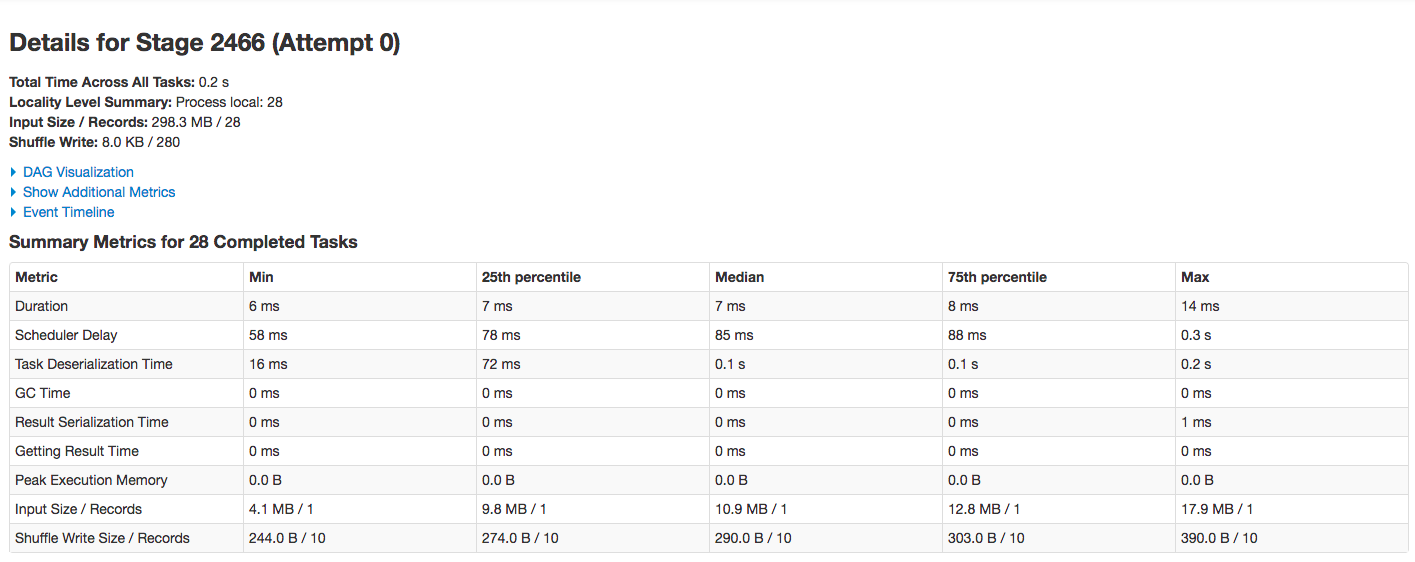 Details for Stage 2466 (Attempt 0)
Total Time Across All Tasks: 0.2 s
Locality Level Summary: Process local: 28
Input Size / Records: 298.3 MB / 28
Shuffle Write: 8.0 KB / 280
DAG Visualization
Show Additional Metrics
Event Timeline
Summary Metrics for 28 Completed Tasks
Metric Min 25th percentile Median 75th percentile Max
Duration 6 ms 7 ms 7 ms 8 ms 14 ms
Scheduler Delay 58 ms 78 ms 85 ms 88 ms 0.3 s
Task Deserialization Time 16 ms 72 ms 0.1 s 0.1 s 0.2 s
GC Time 0 ms 0 ms 0 ms 0 ms 0 ms
Result Serialization Time 0 ms 0 ms 0 ms 0 ms 1 ms
Getting Result Time 0 ms 0 ms 0 ms 0 ms 0 ms
Peak Execution Memory 0.0 B 0.0 B 0.0 B 0.0 B 0.0 B
Input Size / Records 4.1 MB / 1 9.8 MB / 1 10.9 MB / 1 12.8 MB / 1 17.9 MB / 1
Shuffle Write Size / Records 244.0 B / 10 274.0 B / 10 290.0 B / 10 303.0 B / 10 390.0 B / 10